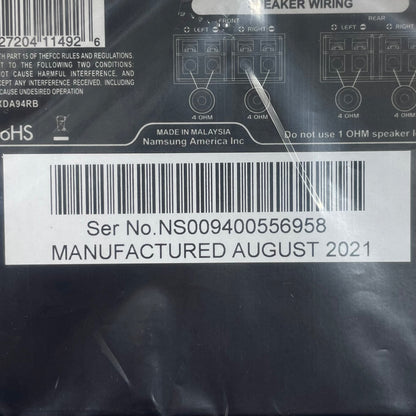 EAKER WIRING
FRONT
REAR
LEFT
RIGHT
LEFT
RIGHT
27204 11492 6
TH PART 15 of THEFCC RULES AND REGULATIONS.
T TO THE FOLLOWING TWO CONDITIONS
CAUSE HARMFUL INTERFERENCE, AND
EPT ANY INTERFERENCE RECEIVED, INCLUDING
CAUSE UNDESIRED OPERATION
XDA94RB
4 OHM
4 OHM
4 OHM
4 OHM
oHS
MADE IN MALAYSIA
Namsung America Inc
Do not use 1 OHM speaker
Ser No.NS009400556958
MANUFACTURED AUGUST 2021